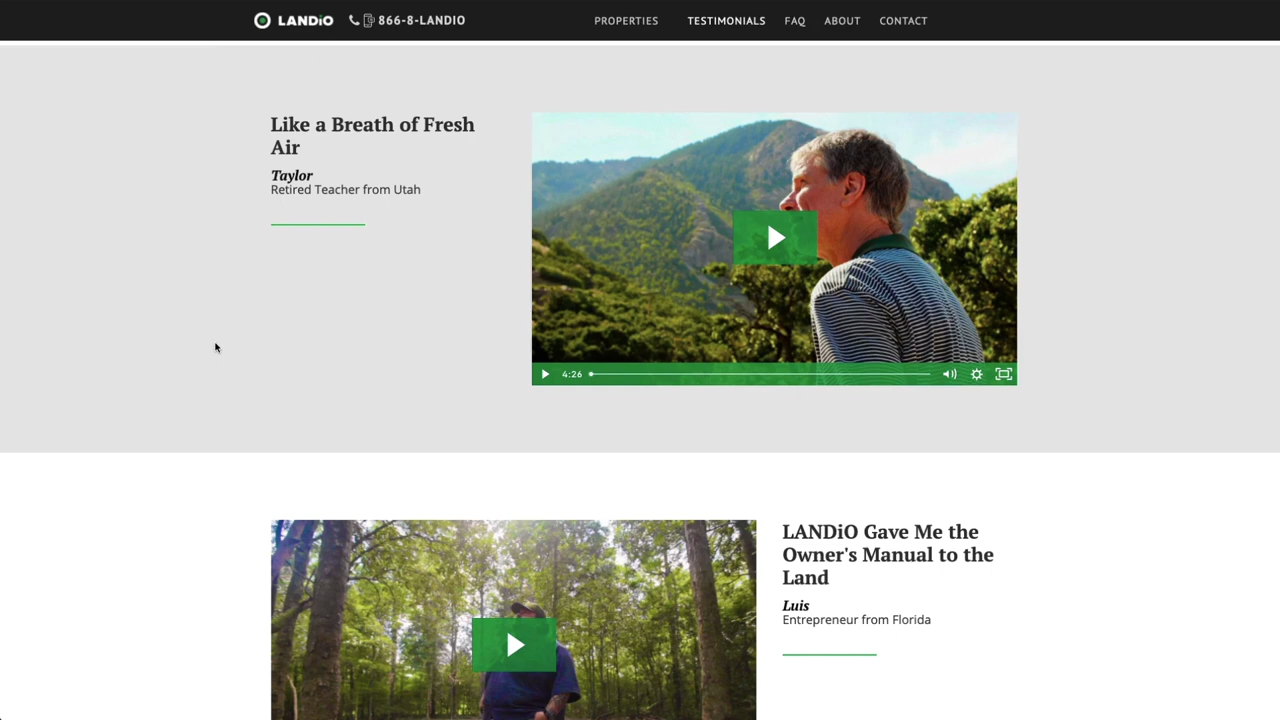 LANDiO 866-8-LANDIO PROPERTIES TESTIMONIALS FAQ ABOUT CONTACT
Like a Breath of Fresh
Air
Taylor
Retired Teacher from Utah
4:26
LANDiO Gave Me the
Owner's Manual to the
Land
Luis
Entrepreneur from Florida